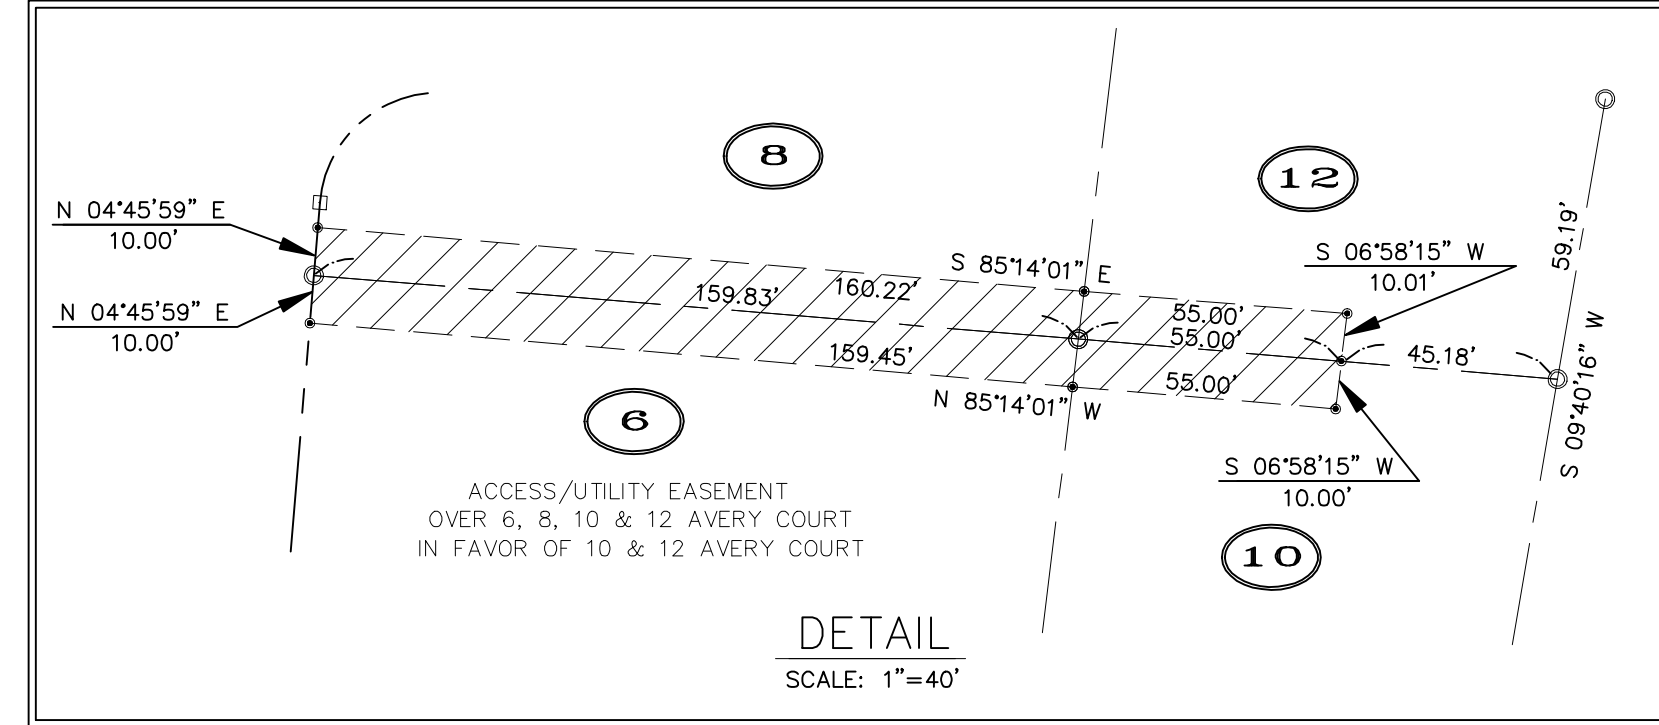 8
12
N 04°45'59" E
10.00'
59.19'
S 06°58'15" W
10.01'
S 85°14'01" E
159.83'
160.22'
55.00'
N 04°45'59" E
10.00'
55.00'
159.45'
45.18'
55.00'
S 09°40'16" W
N 85°14'01" W
6
S 06°58'15" W
10.00'
ACCESS/UTILITY EASEMENT
OVER 6, 8, 10 & 12 AVERY COURT
IN FAVOR OF 10 & 12 AVERY COURT
10
DETAIL
SCALE: 1"=40'